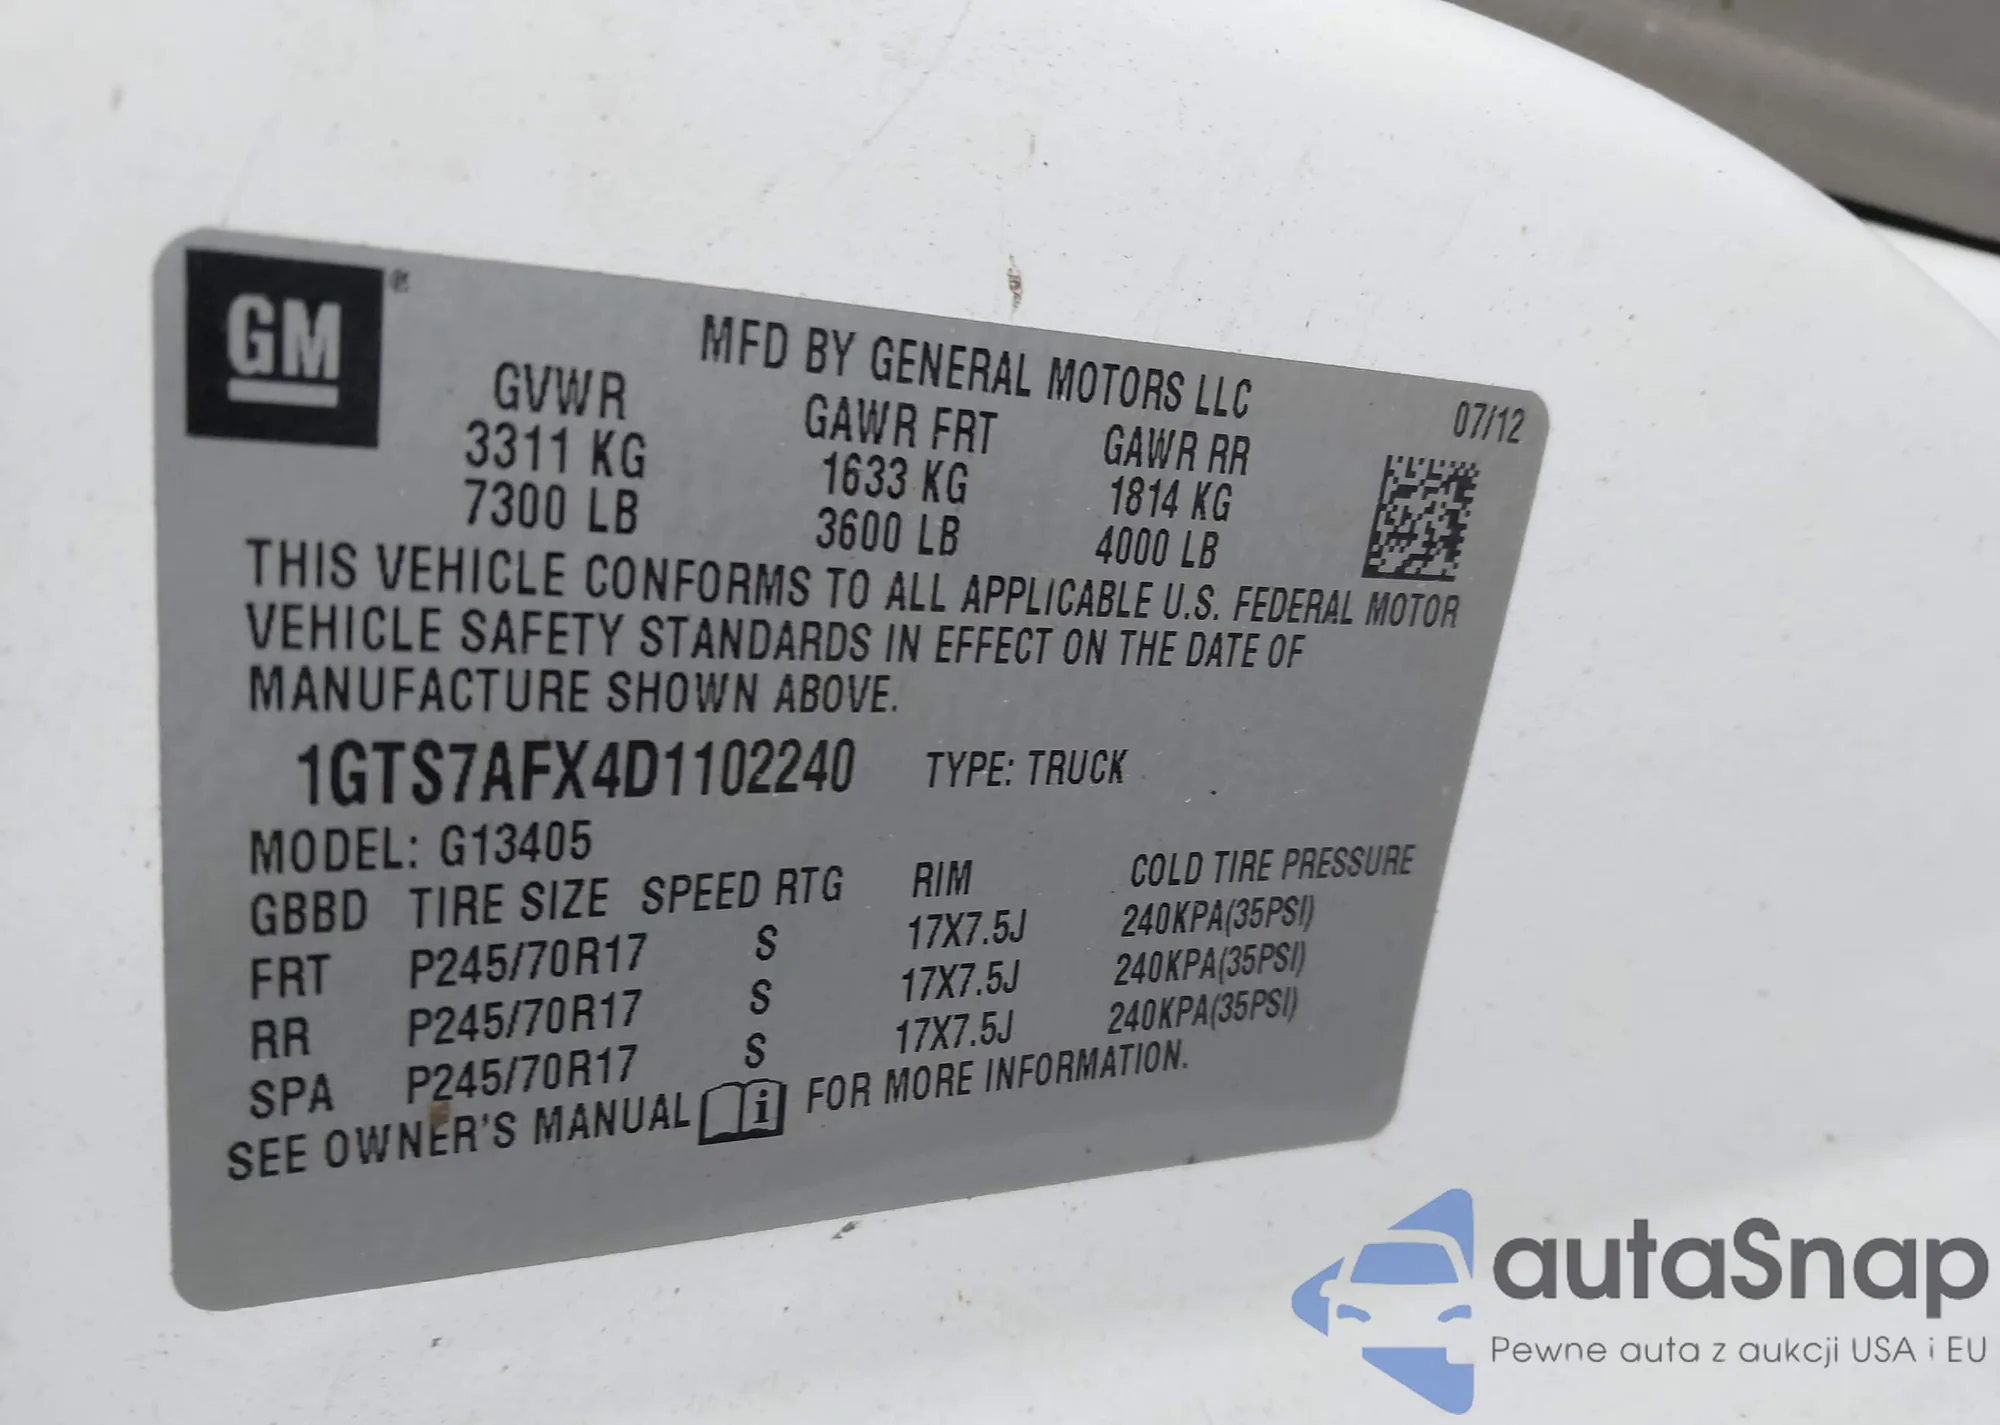 GM ®
MFD BY GENERAL MOTORS LLC
07/12
GVWR GAWR FRT GAWR RR
3311 KG 1633 KG 1814 KG
7300 LB 3600 LB 4000 LB
THIS VEHICLE CONFORMS TO ALL APPLICABLE U.S. FEDERAL MOTOR
VEHICLE SAFETY STANDARDS IN EFFECT ON THE DATE OF
MANUFACTURE SHOWN ABOVE.
1GTS7AFX4D1102240 TYPE: TRUCK
MODEL: G13405
GBBD TIRE SIZE SPEED RTG RIM COLD TIRE PRESSURE
FRT P245/70R17 S 17X7.5J 240KPA(35PSI)
RR P245/70R17 S 17X7.5J 240KPA(35PSI)
SPA P245/70R17 S 17X7.5J 240KPA(35PSI)
SEE OWNER'S MANUAL i FOR MORE INFORMATION.
autaSnap
Pewne auta z aukcji USA i EU